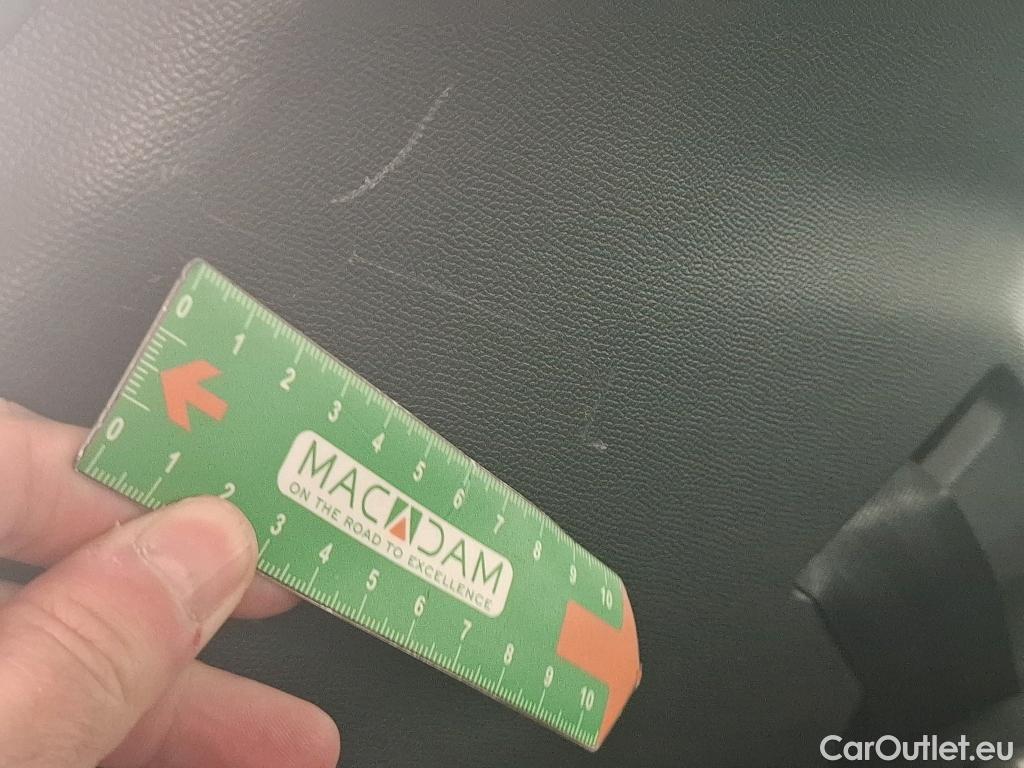 0 1 2 3 4 5 6 7 8 9 10
MACADAM
ON THE ROAD TO EXCELLENCE
0 1 2 3 4 5 6 7 8 9 10
CarOutlet.eu